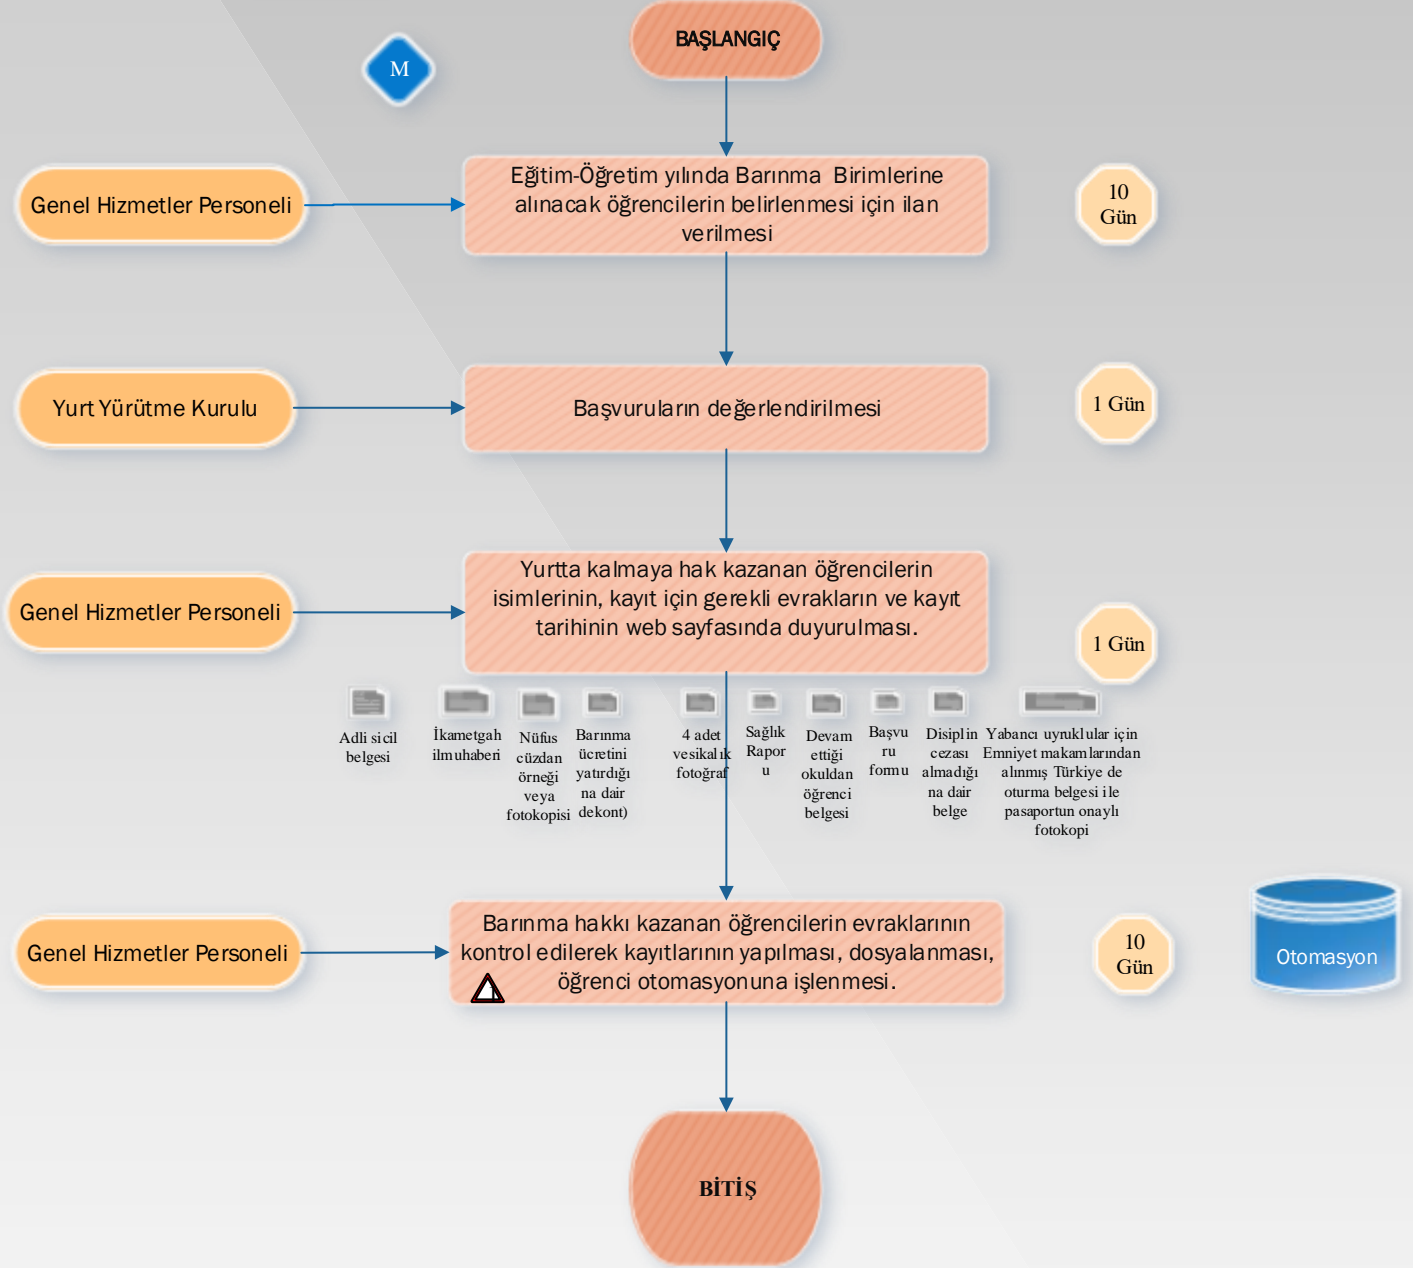 BAŞLANGIÇ
M
Genel Hizmetler Personeli
Eğitim-Öğretim yılında Barınma Birimlerine
alınacak öğrencilerin belirlenmesi için ilan
verilmesi
10
Gün
Yurt Yürütme Kurulu
Başvuruların değerlendirilmesi
1 Gün
Genel Hizmetler Personeli
Yurtta kalmaya hak kazanan öğrencilerin
isimlerinin, kayıt için gerekli evrakların ve kayıt
tarihinin web sayfasında duyurulması.
1 Gün
Adli sicil
belgesi
İkametgah
ilmuhaberi
Nüfus
cüzdan
örneği
veya
fotokopisi
Barınma
ücretini
yatırdığı
na dair
dekont)
4 adet
vesikalık
fotoğraf
Sağlık
Rapor
u
Devam
ettiği
okuldan
öğrenci
belgesi
Başvu
ru
formu
Disiplin
cezası
almadığı
na dair
belge
Yabancı uyruklular için
Emniyet makamlarından
alınmış Türkiye de
oturma belgesi ile
pasaportun onaylı
fotokopi
Genel Hizmetler Personeli
Barınma hakkı kazanan öğrencilerin evraklarının
kontrol edilerek kayıtlarının yapılması, dosyalanması,
öğrenci otomasyonuna işlenmesi.
10
Gün
Otomasyon
BİTİŞ